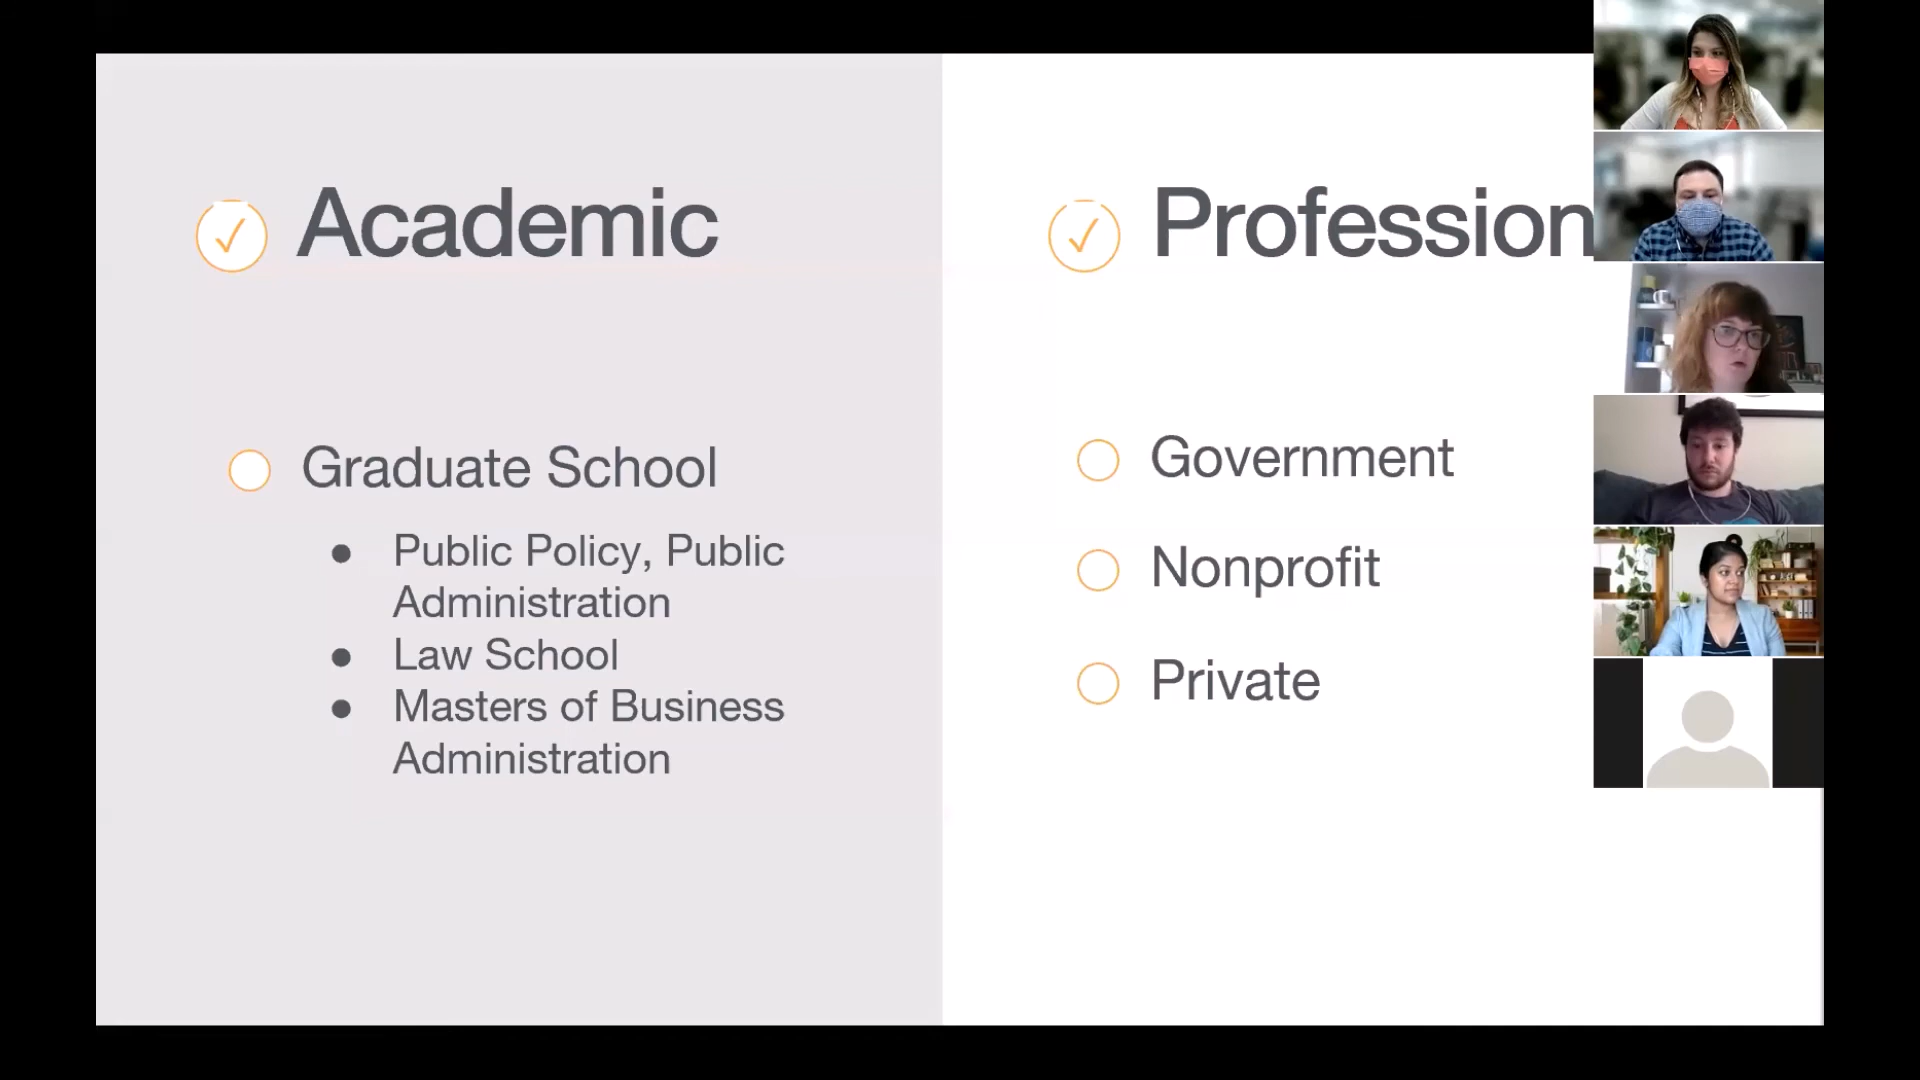 Academic
Graduate School
Public Policy, Public
Administration
Law School
Masters of Business
Administration
Profession
Government
Nonprofit
Private